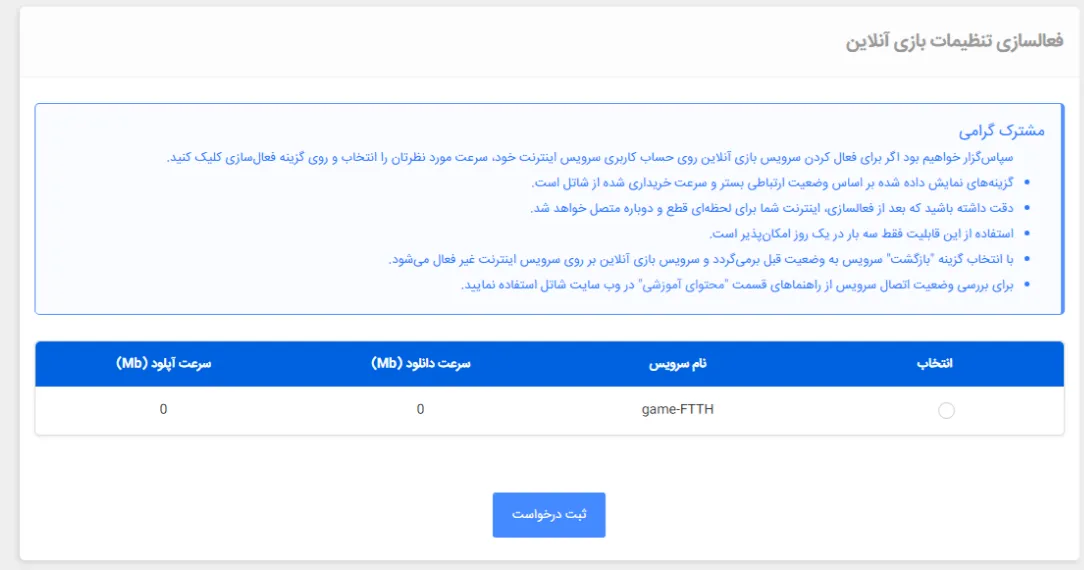 فعالسازی تنظیمات بازی آنلاین
مشترک گرامی
سپاس‌گزار خواهیم بود اگر برای فعال کردن سرویس بازی آنلاین روی حساب کاربری سرویس اینترنت خود، سرعت مورد نظرتان را انتخاب و روی گزینه فعال‌سازی کلیک کنید.
• گزینه‌های نمایش داده شده بر اساس وضعیت ارتباطی بستر و سرعت خریداری شده از شاتل است.
• دقت داشته باشید که بعد از فعالسازی، اینترنت شما برای لحظه‌ای قطع و دوباره متصل خواهد شد.
• استفاده از این قابلیت فقط سه بار در یک روز امکان‌پذیر است.
• با انتخاب گزینه "بازگشت" سرویس به وضعیت قبل برمی‌گردد و سرویس بازی آنلاین بر روی سرویس اینترنت غیر فعال می‌شود.
• برای بررسی وضعیت اتصال سرویس از راهنماهای قسمت "محتوای آموزشی" در وب سایت شاتل استفاده نمایید.
انتخاب نام سرویس سرعت دانلود (Mb) سرعت آپلود (Mb)
game-FTTH 0 0
ثبت درخواست